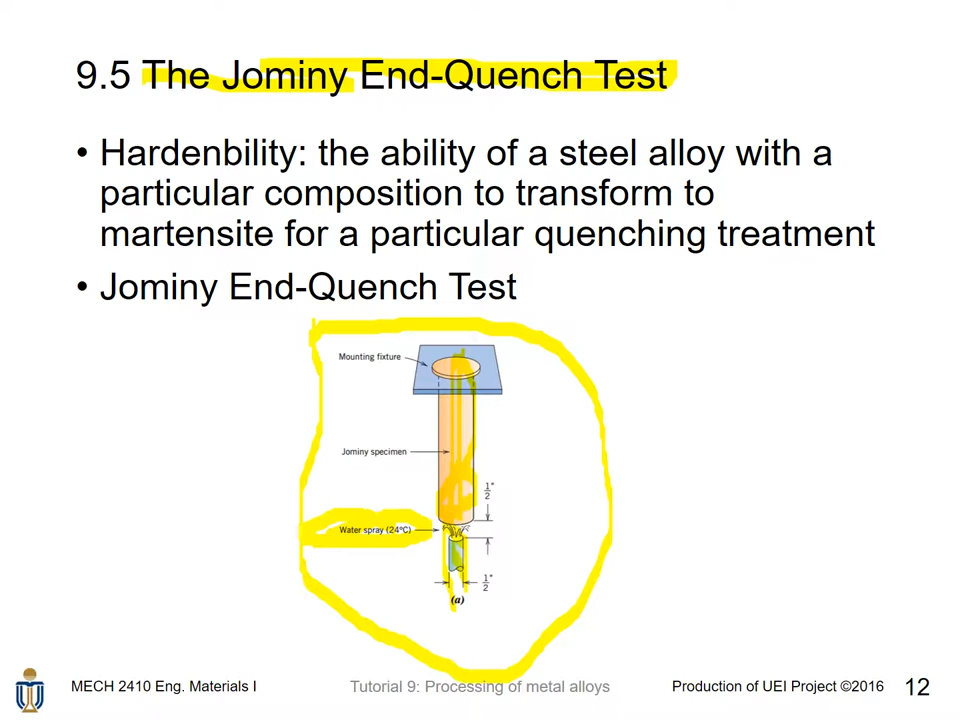 9.5 The Jominy End-Quench Test
• Hardenbility: the ability of a steel alloy with a
particular composition to transform to
martensite for a particular quenching treatment
• Jominy End-Quench Test
Mounting fixture
Jominy specimen
1"
2
Water spray (24°C)
1"
2
(a)
MECH 2410 Eng. Materials I
Tutorial 9: Processing of metal alloys
Production of UEI Project ©2016
12